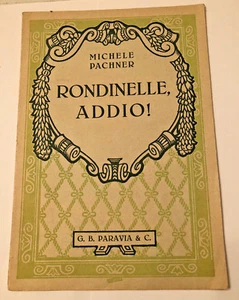 MICHELE
PACHNER
RONDINELLE,
ADDIO!
G. B. PARAVIA & C.